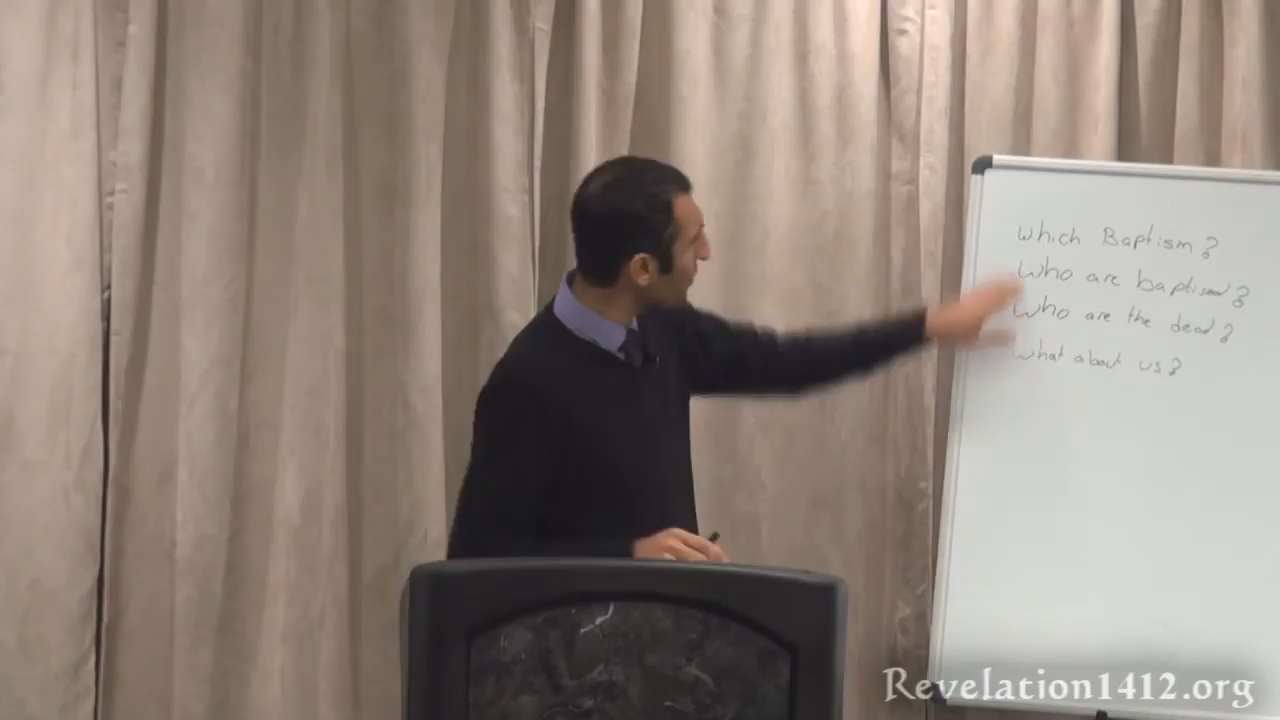 Which Baptism?
Who are baptised?
Who are the dead?
What about us?
Revelation1412.org